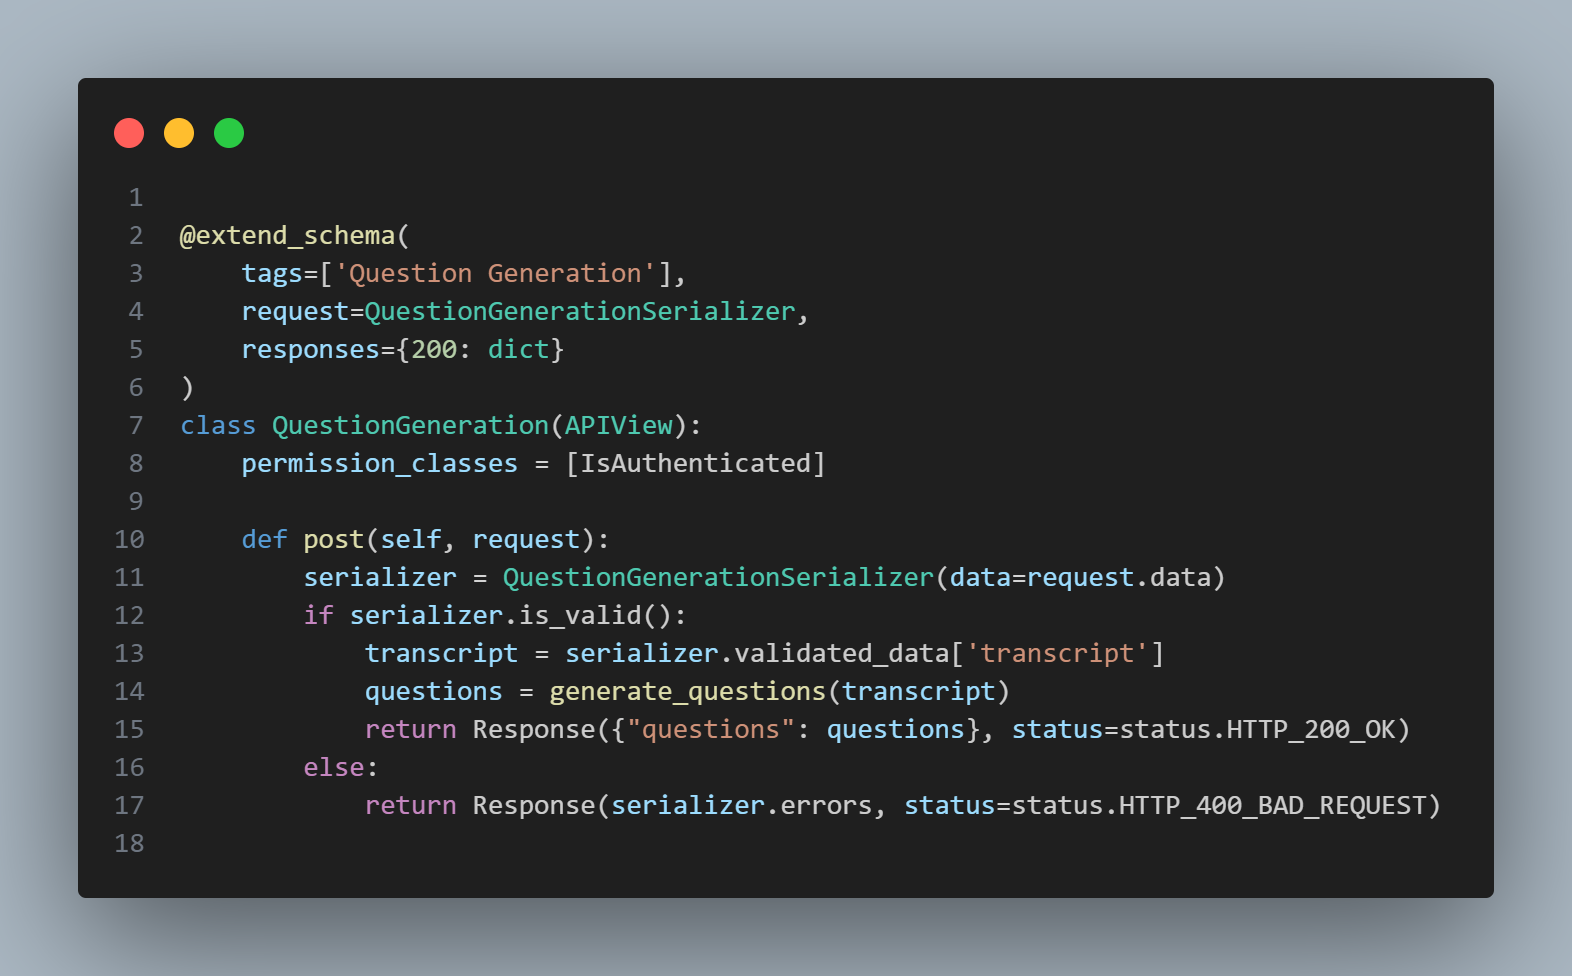 1
2 @extend_schema(
3     tags=['Question Generation'],
4     request=QuestionGenerationSerializer,
5     responses={200: dict}
6 )
7 class QuestionGeneration(APIView):
8     permission_classes = [IsAuthenticated]
9
10     def post(self, request):
11         serializer = QuestionGenerationSerializer(data=request.data)
12         if serializer.is_valid():
13             transcript = serializer.validated_data['transcript']
14             questions = generate_questions(transcript)
15             return Response({"questions": questions}, status=status.HTTP_200_OK)
16         else:
17             return Response(serializer.errors, status=status.HTTP_400_BAD_REQUEST)
18